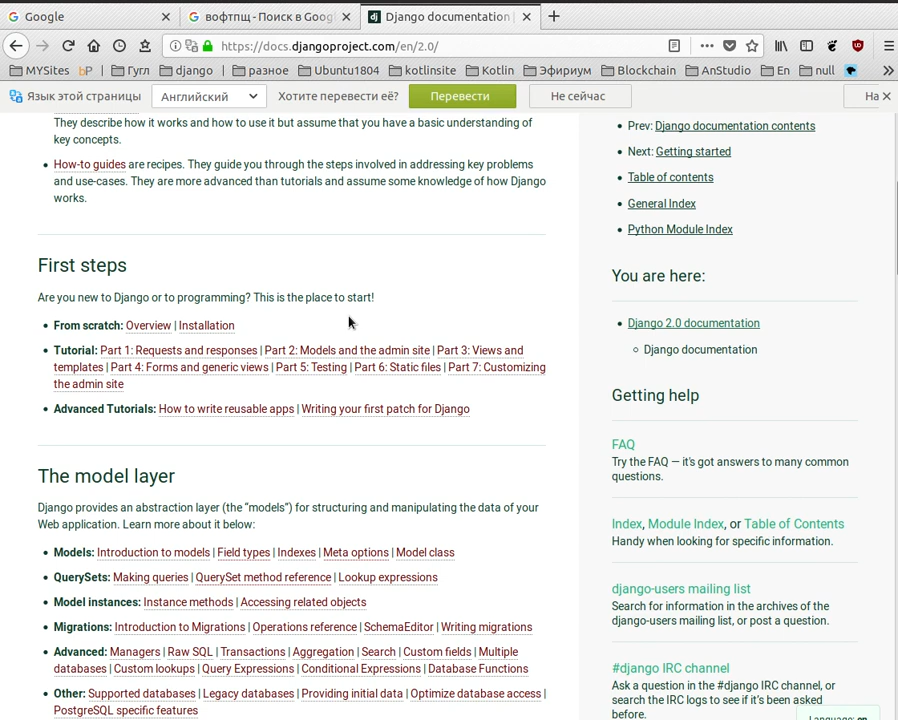 Google
вофтпщ - Поиск в Goog
Django documentation
https://docs.djangoproject.com/en/2.0/
MYSites
bP
Гугл
django
разное
Ubuntu1804
kotlinsite
Kotlin
Эфириум
Blockchain
AnStudio
En
null
Язык этой страницы
Английский
Хотите перевести её?
Перевести
Не сейчас
На
They describe how it works and how to use it but assume that you have a basic understanding of
key concepts.
How-to guides are recipes. They guide you through the steps involved in addressing key problems
and use-cases. They are more advanced than tutorials and assume some knowledge of how Django
works.
First steps
Are you new to Django or to programming? This is the place to start!
From scratch: Overview | Installation
Tutorial: Part 1: Requests and responses | Part 2: Models and the admin site | Part 3: Views and
templates | Part 4: Forms and generic views | Part 5: Testing | Part 6: Static files | Part 7: Customizing
the admin site
Advanced Tutorials: How to write reusable apps | Writing your first patch for Django
The model layer
Django provides an abstraction layer (the “models”) for structuring and manipulating the data of your
Web application. Learn more about it below:
Models: Introduction to models | Field types | Indexes | Meta options | Model class
QuerySets: Making queries | QuerySet method reference | Lookup expressions
Model instances: Instance methods | Accessing related objects
Migrations: Introduction to Migrations | Operations reference | SchemaEditor | Writing migrations
Advanced: Managers | Raw SQL | Transactions | Aggregation | Search | Custom fields | Multiple
databases | Custom lookups | Query Expressions | Conditional Expressions | Database Functions
Other: Supported databases | Legacy databases | Providing initial data | Optimize database access |
PostgreSQL specific features
Prev: Django documentation contents
Next: Getting started
Table of contents
General Index
Python Module Index
You are here:
Django 2.0 documentation
Django documentation
Getting help
FAQ
Try the FAQ — it's got answers to many common
questions.
Index, Module Index, or Table of Contents
Handy when looking for specific information.
django-users mailing list
Search for information in the archives of the
django-users mailing list, or post a question.
#django IRC channel
Ask a question in the #django IRC channel, or
search the IRC logs to see if it's been asked
before.
Language: en